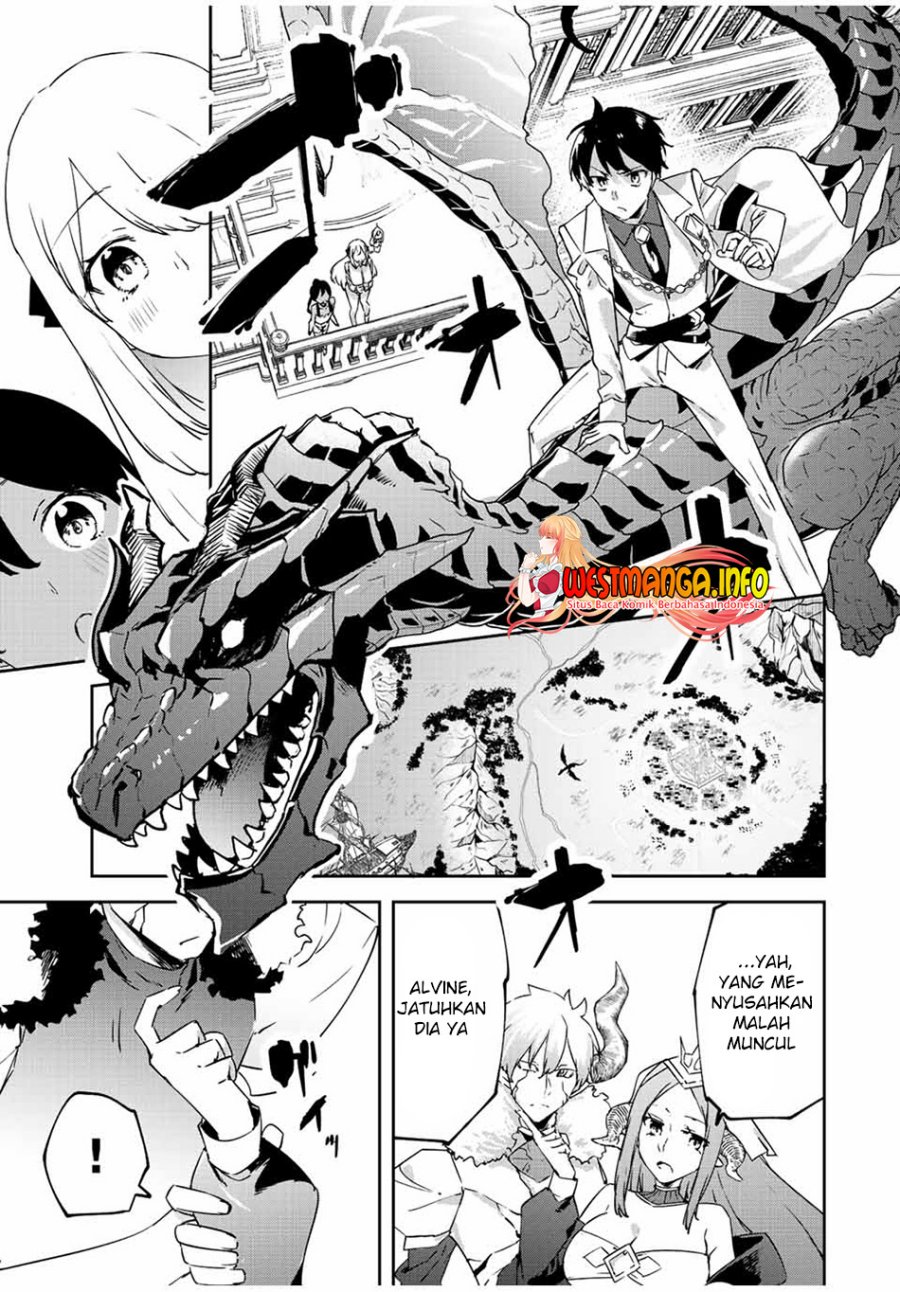 WESTMANGA.INFO
Situs Baca Komik Berbahasa Indonesia
...YAH,
YANG ME-
NYUSAHKAN
MALAH
MUNCUL
ALVINE,
JATUHKAN
DIA YA
!